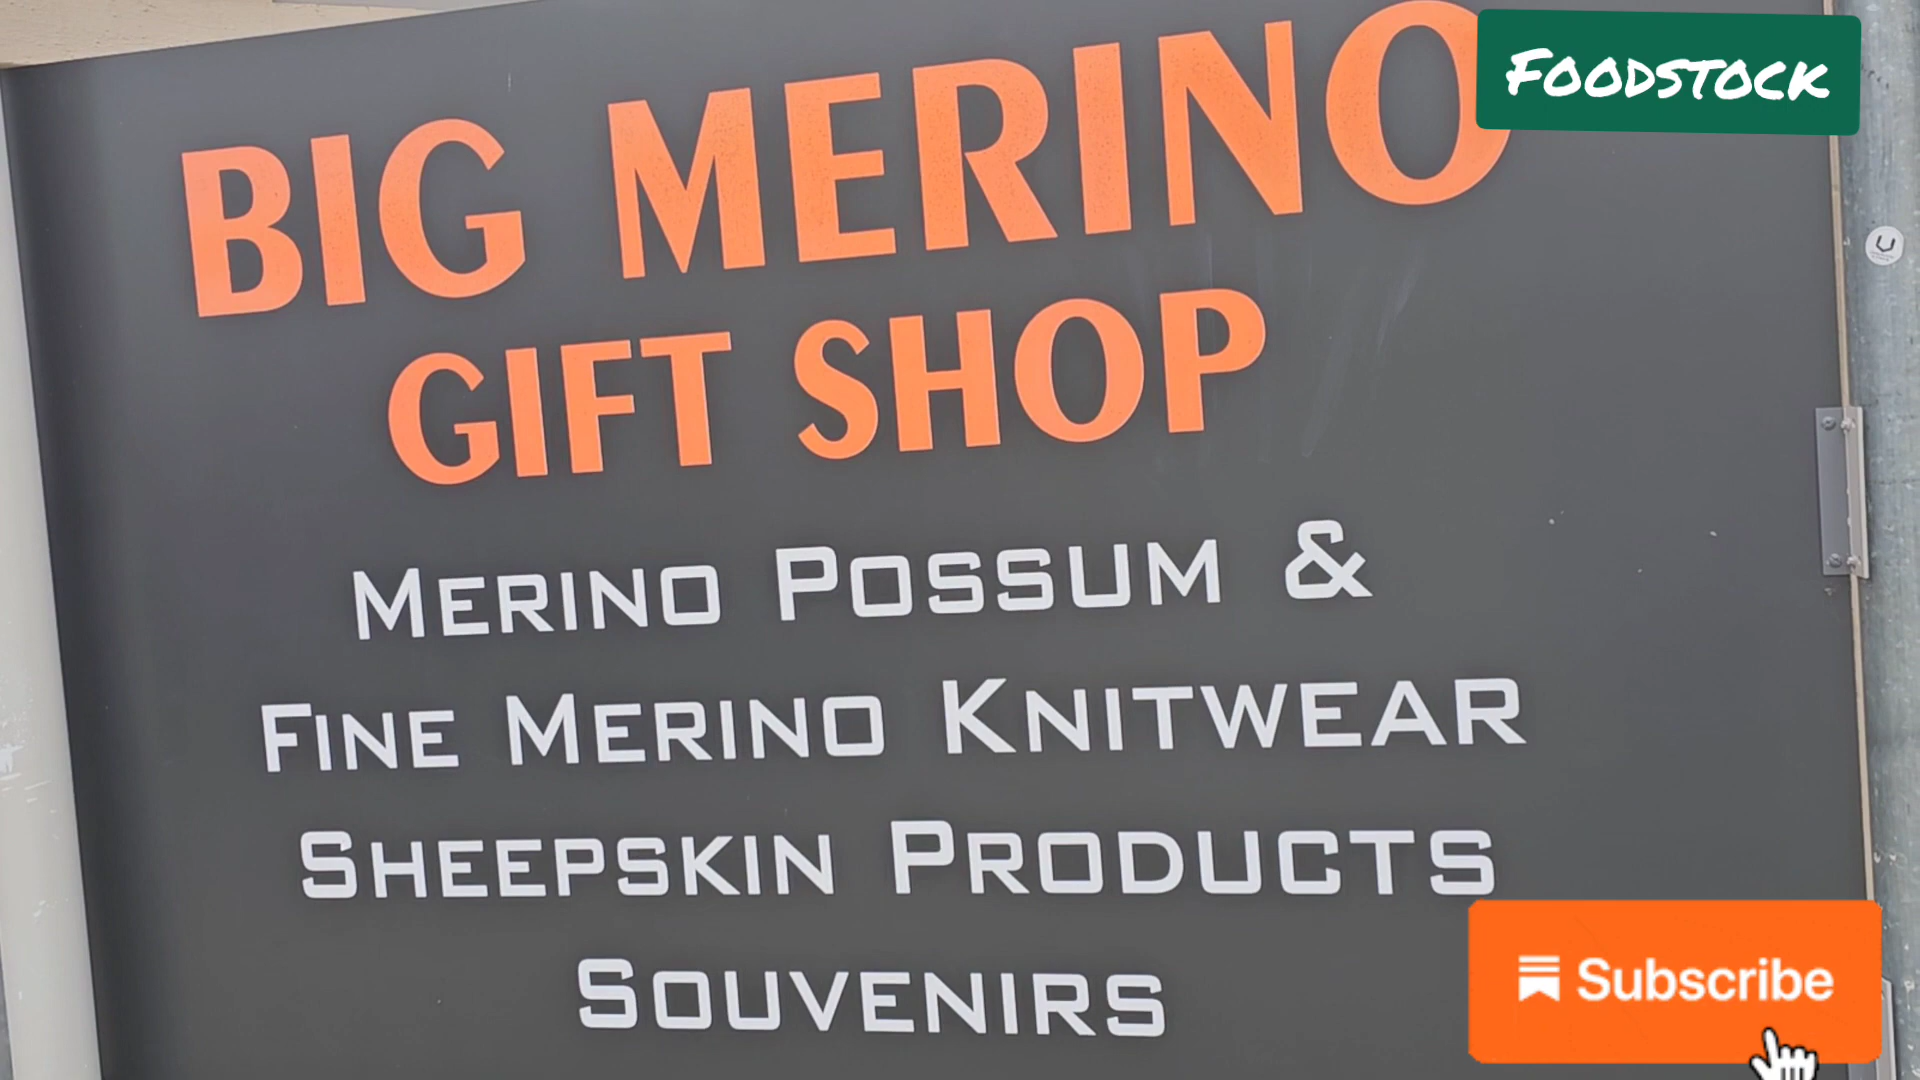 Foodstock
BIG MERINO
GIFT SHOP
MERINO POSSUM &
FINE MERINO KNITWEAR
SHEEPSKIN PRODUCTS
SOUVENIRS
Subscribe